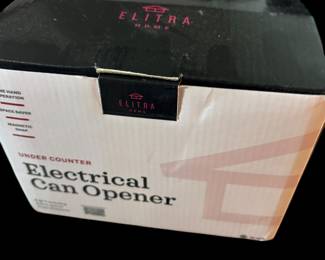 ELITRA
HOME
ELITRA
HOME
ONE HAND
OPERATION
SPACE SAVER
MAGNETIC
UNDER COUNTER
Electrical
Can Opener